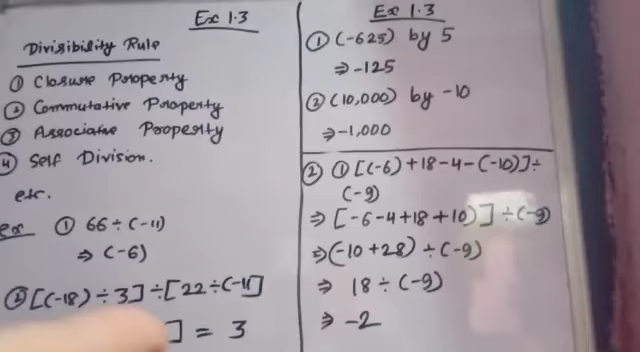 Ex 1.3
Divisibility Rule
① Closure Property
② Commutative Property
③ Associative Property
④ Self Division.
etc.
ex ① 66 ÷ (-11)
⇒ (-6)
② [(-18) ÷ 3] ÷ [22 ÷ (-11]
] = 3
Ex 1.3
① (-625) by 5
⇒ -125
② (10,000) by -10
⇒ -1,000
② ① [(-6) + 18 - 4 - (-10)] ÷
(-9)
⇒ [-6 - 4 + 18 + 10)] ÷ (-9)
⇒ (-10 + 28) ÷ (-9)
⇒ 18 ÷ (-9)
⇒ -2